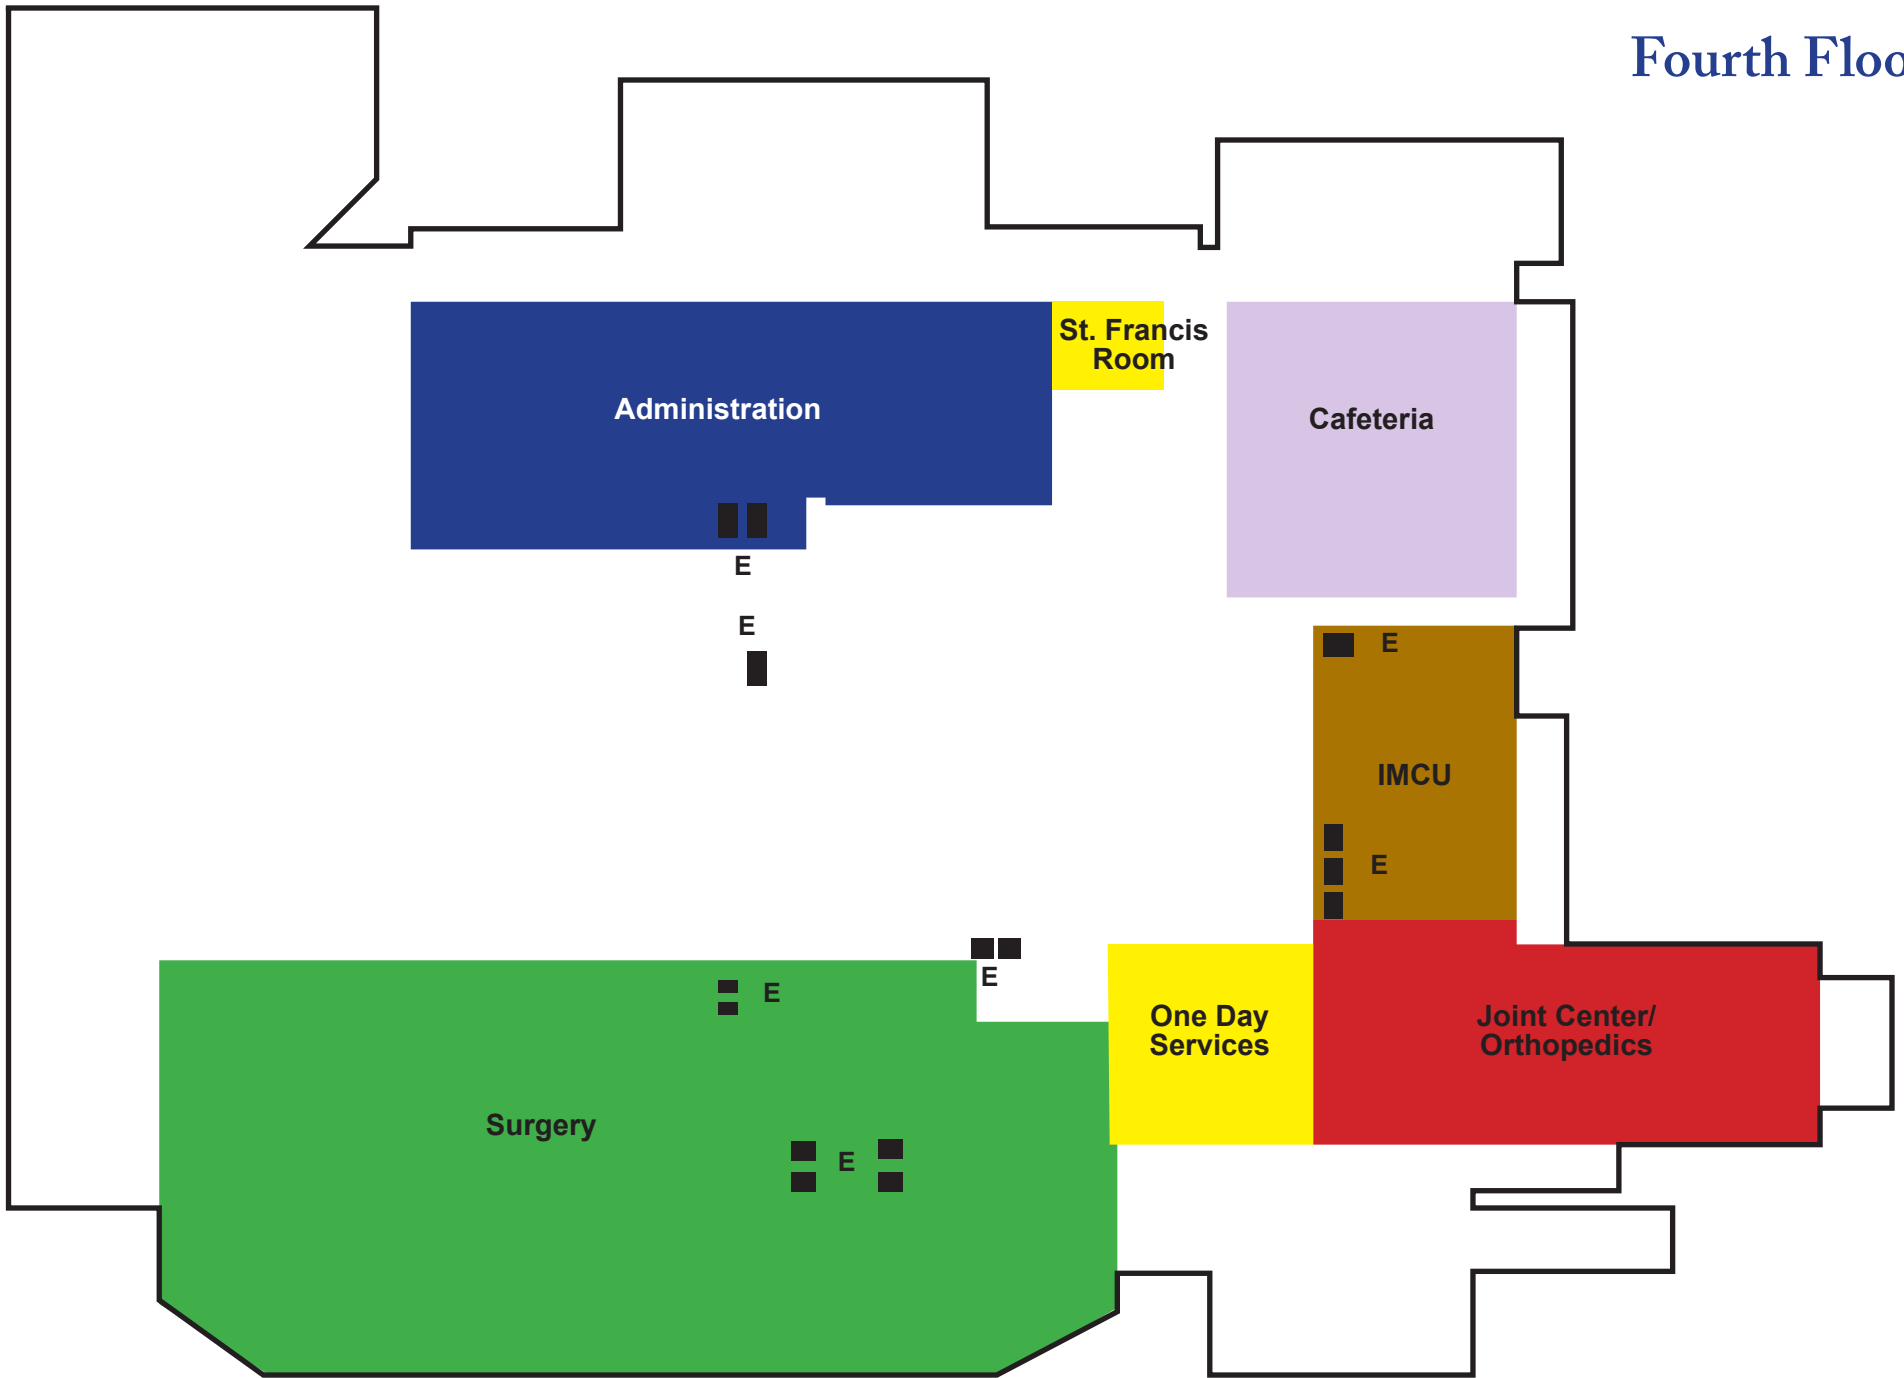 Fourth Floo
St. Francis
Room
Administration
Cafeteria
E
E
E
IMCU
E
E
E
One Day
Services
Joint Center/
Orthopedics
Surgery
E